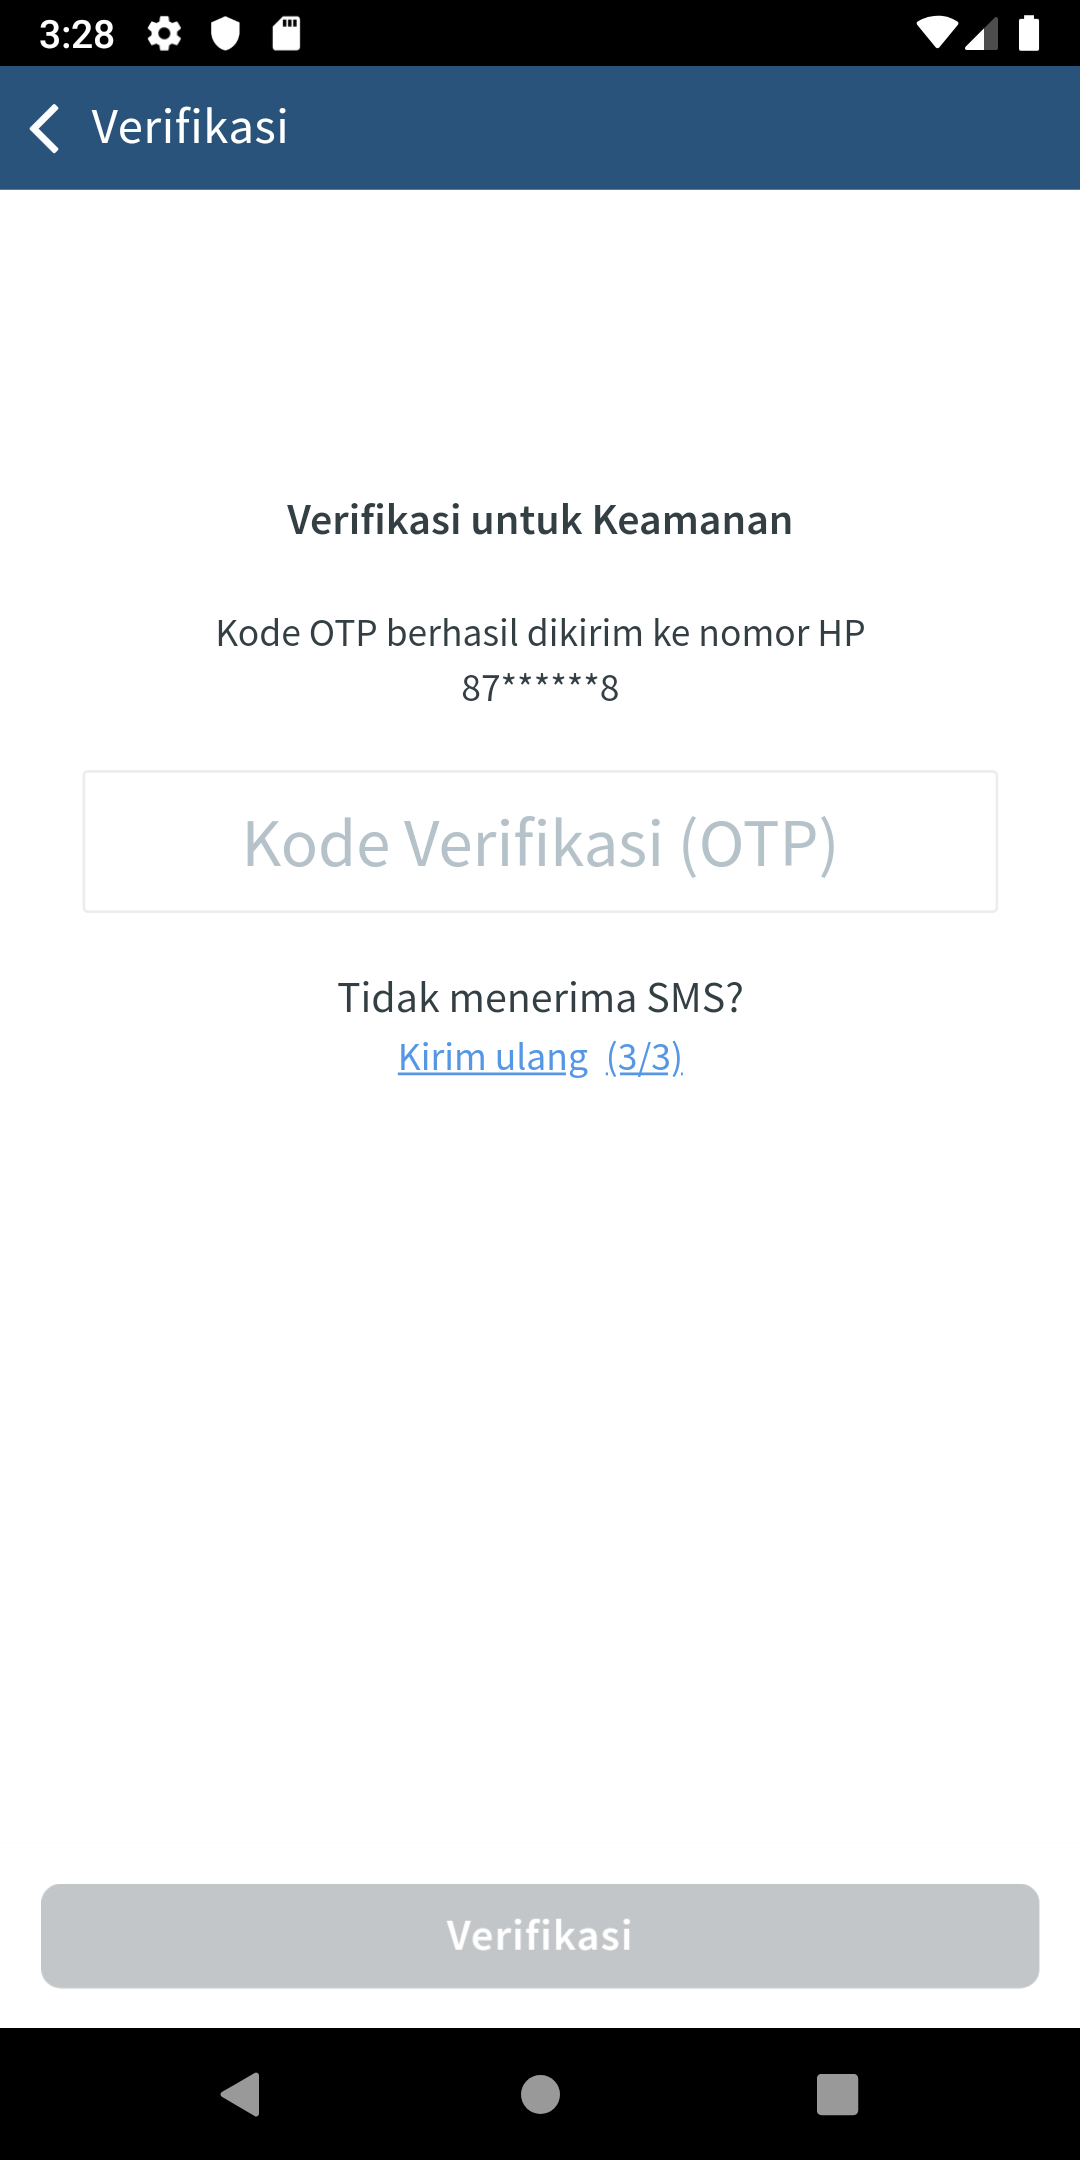 3:28
Verifikasi
Verifikasi untuk Keamanan
Kode OTP berhasil dikirim ke nomor HP
87******8
Kode Verifikasi (OTP)
Tidak menerima SMS?
Kirim ulang (3/3)
Verifikasi